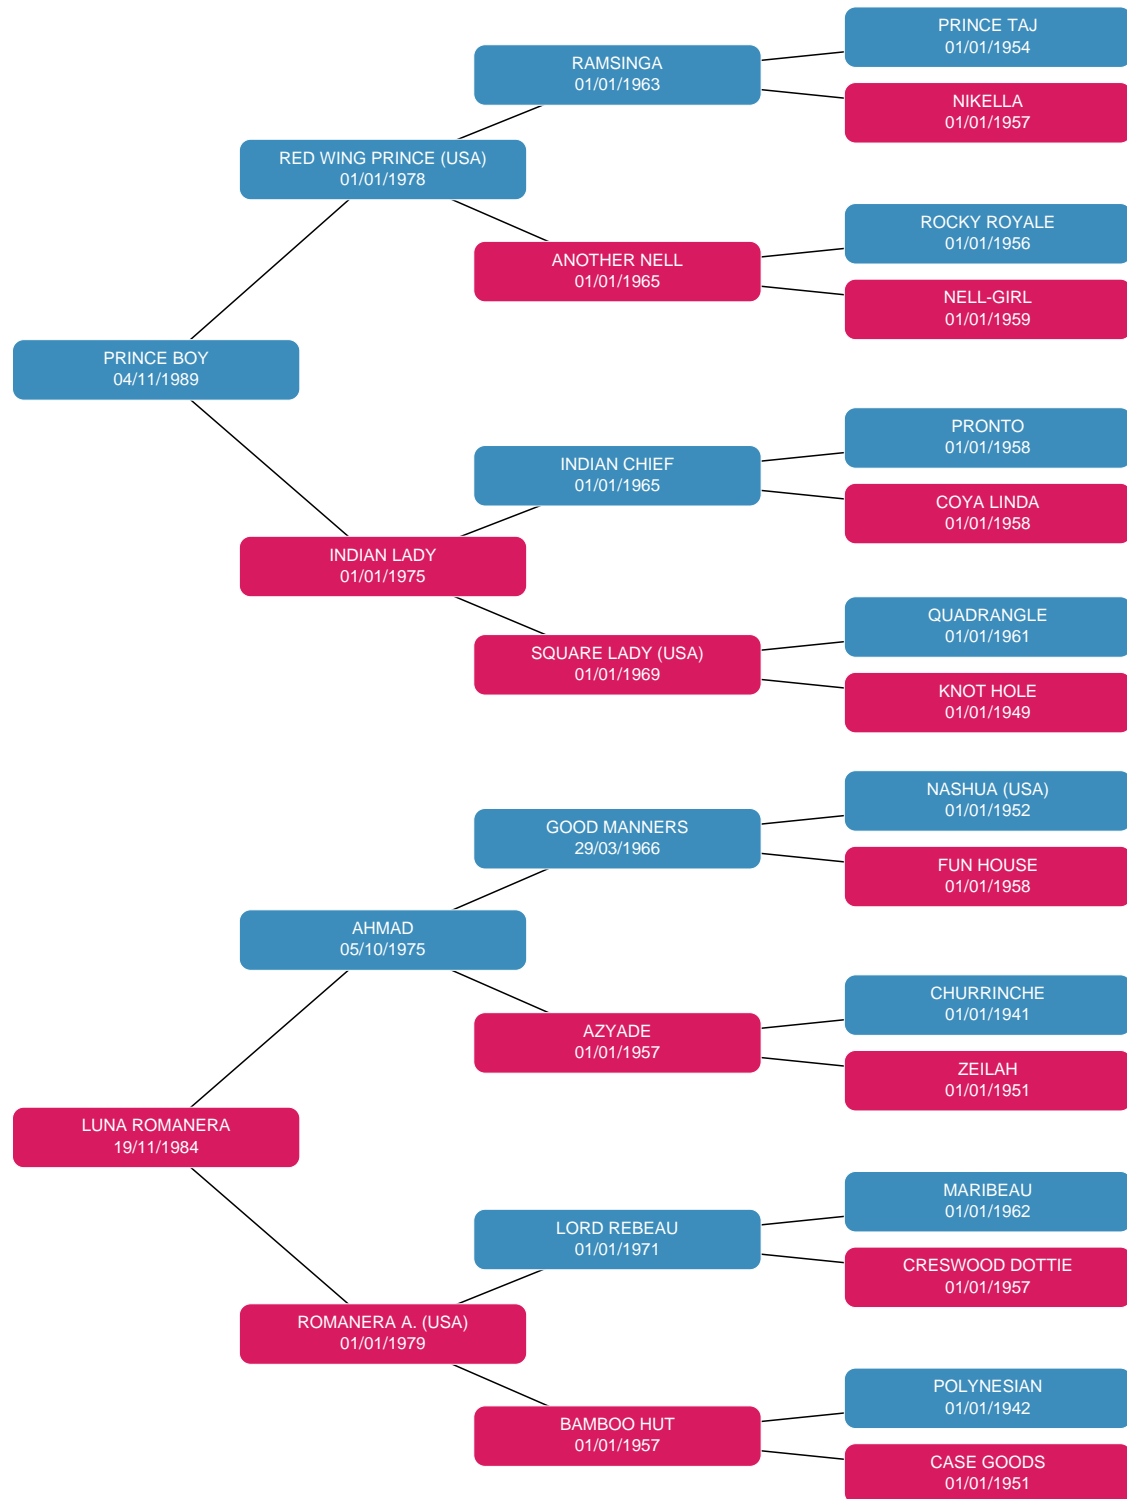 PRINCE TAJ
01/01/1954
RAMSINGA
01/01/1963
NIKELLA
01/01/1957
RED WING PRINCE (USA)
01/01/1978
ROCKY ROYALE
01/01/1956
ANOTHER NELL
01/01/1965
NELL-GIRL
01/01/1959
PRINCE BOY
04/11/1989
PRONTO
01/01/1958
INDIAN CHIEF
01/01/1965
COYA LINDA
01/01/1958
INDIAN LADY
01/01/1975
QUADRANGLE
01/01/1961
SQUARE LADY (USA)
01/01/1969
KNOT HOLE
01/01/1949
NASHUA (USA)
01/01/1952
GOOD MANNERS
29/03/1966
FUN HOUSE
01/01/1958
AHMAD
05/10/1975
CHURRINCHE
01/01/1941
AZYADE
01/01/1957
ZEILAH
01/01/1951
LUNA ROMANERA
19/11/1984
MARIBEAU
01/01/1962
LORD REBEAU
01/01/1971
CRESWOOD DOTTIE
01/01/1957
ROMANERA A. (USA)
01/01/1979
POLYNESIAN
01/01/1942
BAMBOO HUT
01/01/1957
CASE GOODS
01/01/1951